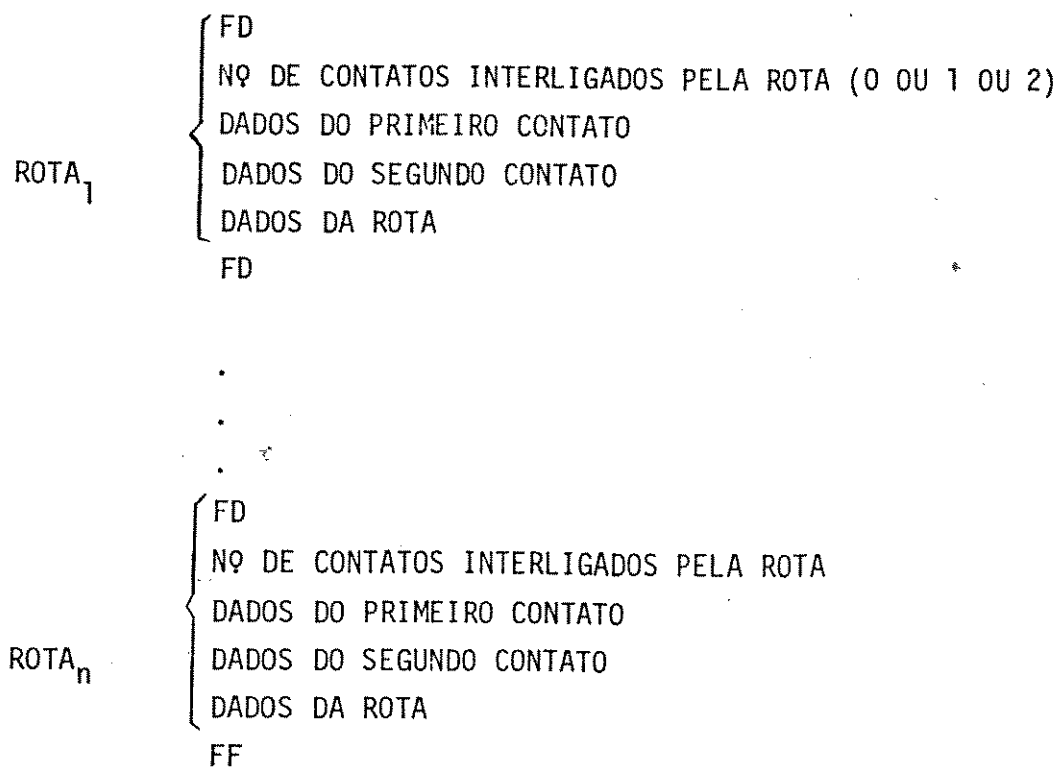 FD
Nº DE CONTATOS INTERLIGADOS PELA ROTA (0 OU 1 OU 2)
DADOS DO PRIMEIRO CONTATO
ROTA1 DADOS DO SEGUNDO CONTATO
DADOS DA ROTA
FD
.
.
.
FD
Nº DE CONTATOS INTERLIGADOS PELA ROTA
DADOS DO PRIMEIRO CONTATO
ROTAn DADOS DO SEGUNDO CONTATO
DADOS DA ROTA
FF